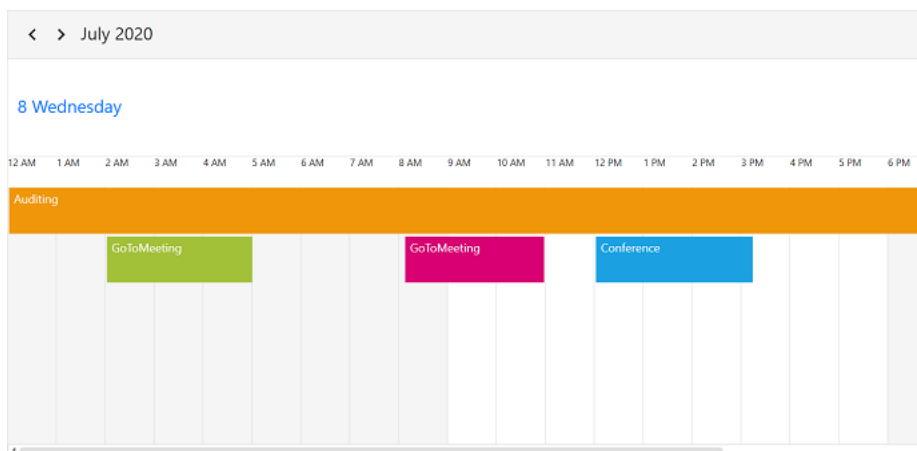 July 2020
8 Wednesday
12 AM 1 AM 2 AM 3 AM 4 AM 5 AM 6 AM 7 AM 8 AM 9 AM 10 AM 11 AM 12 PM 1 PM 2 PM 3 PM 4 PM 5 PM 6 PM
Auditing
GoToMeeting GoToMeeting Conference